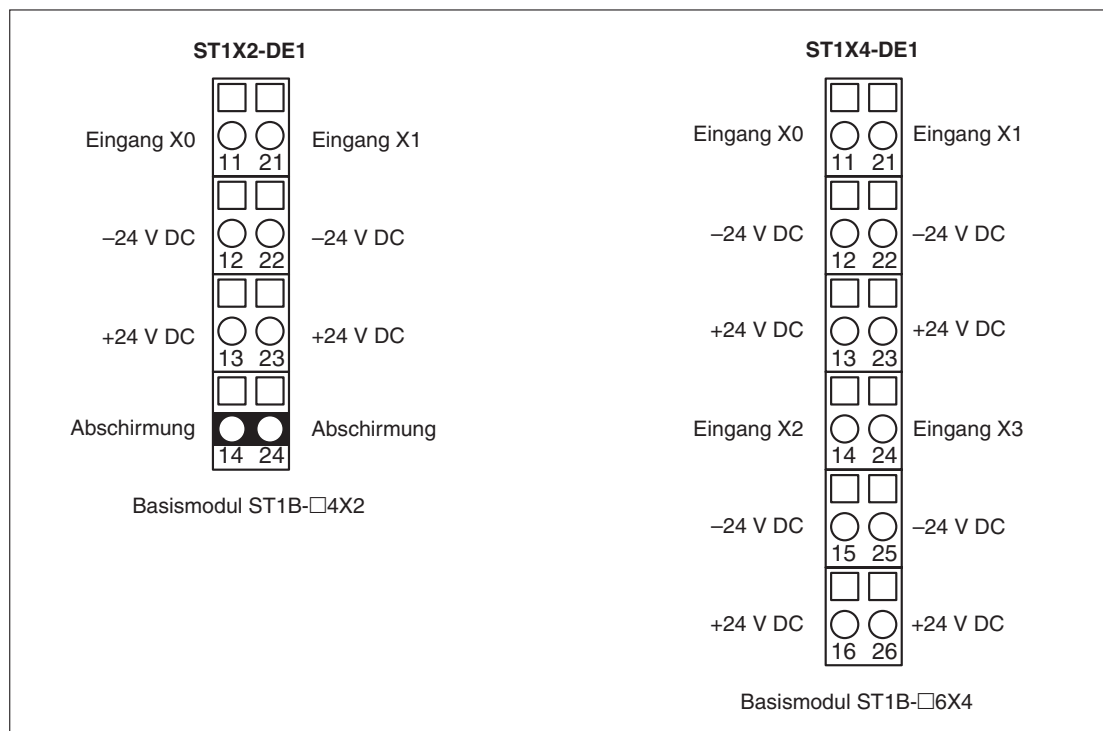 ST1X2-DE1
Eingang X0 11 21 Eingang X1
–24 V DC 12 22 –24 V DC
+24 V DC 13 23 +24 V DC
Abschirmung 14 24 Abschirmung
Basismodul ST1B-□4X2
ST1X4-DE1
Eingang X0 11 21 Eingang X1
–24 V DC 12 22 –24 V DC
+24 V DC 13 23 +24 V DC
Eingang X2 14 24 Eingang X3
–24 V DC 15 25 –24 V DC
+24 V DC 16 26 +24 V DC
Basismodul ST1B-□6X4